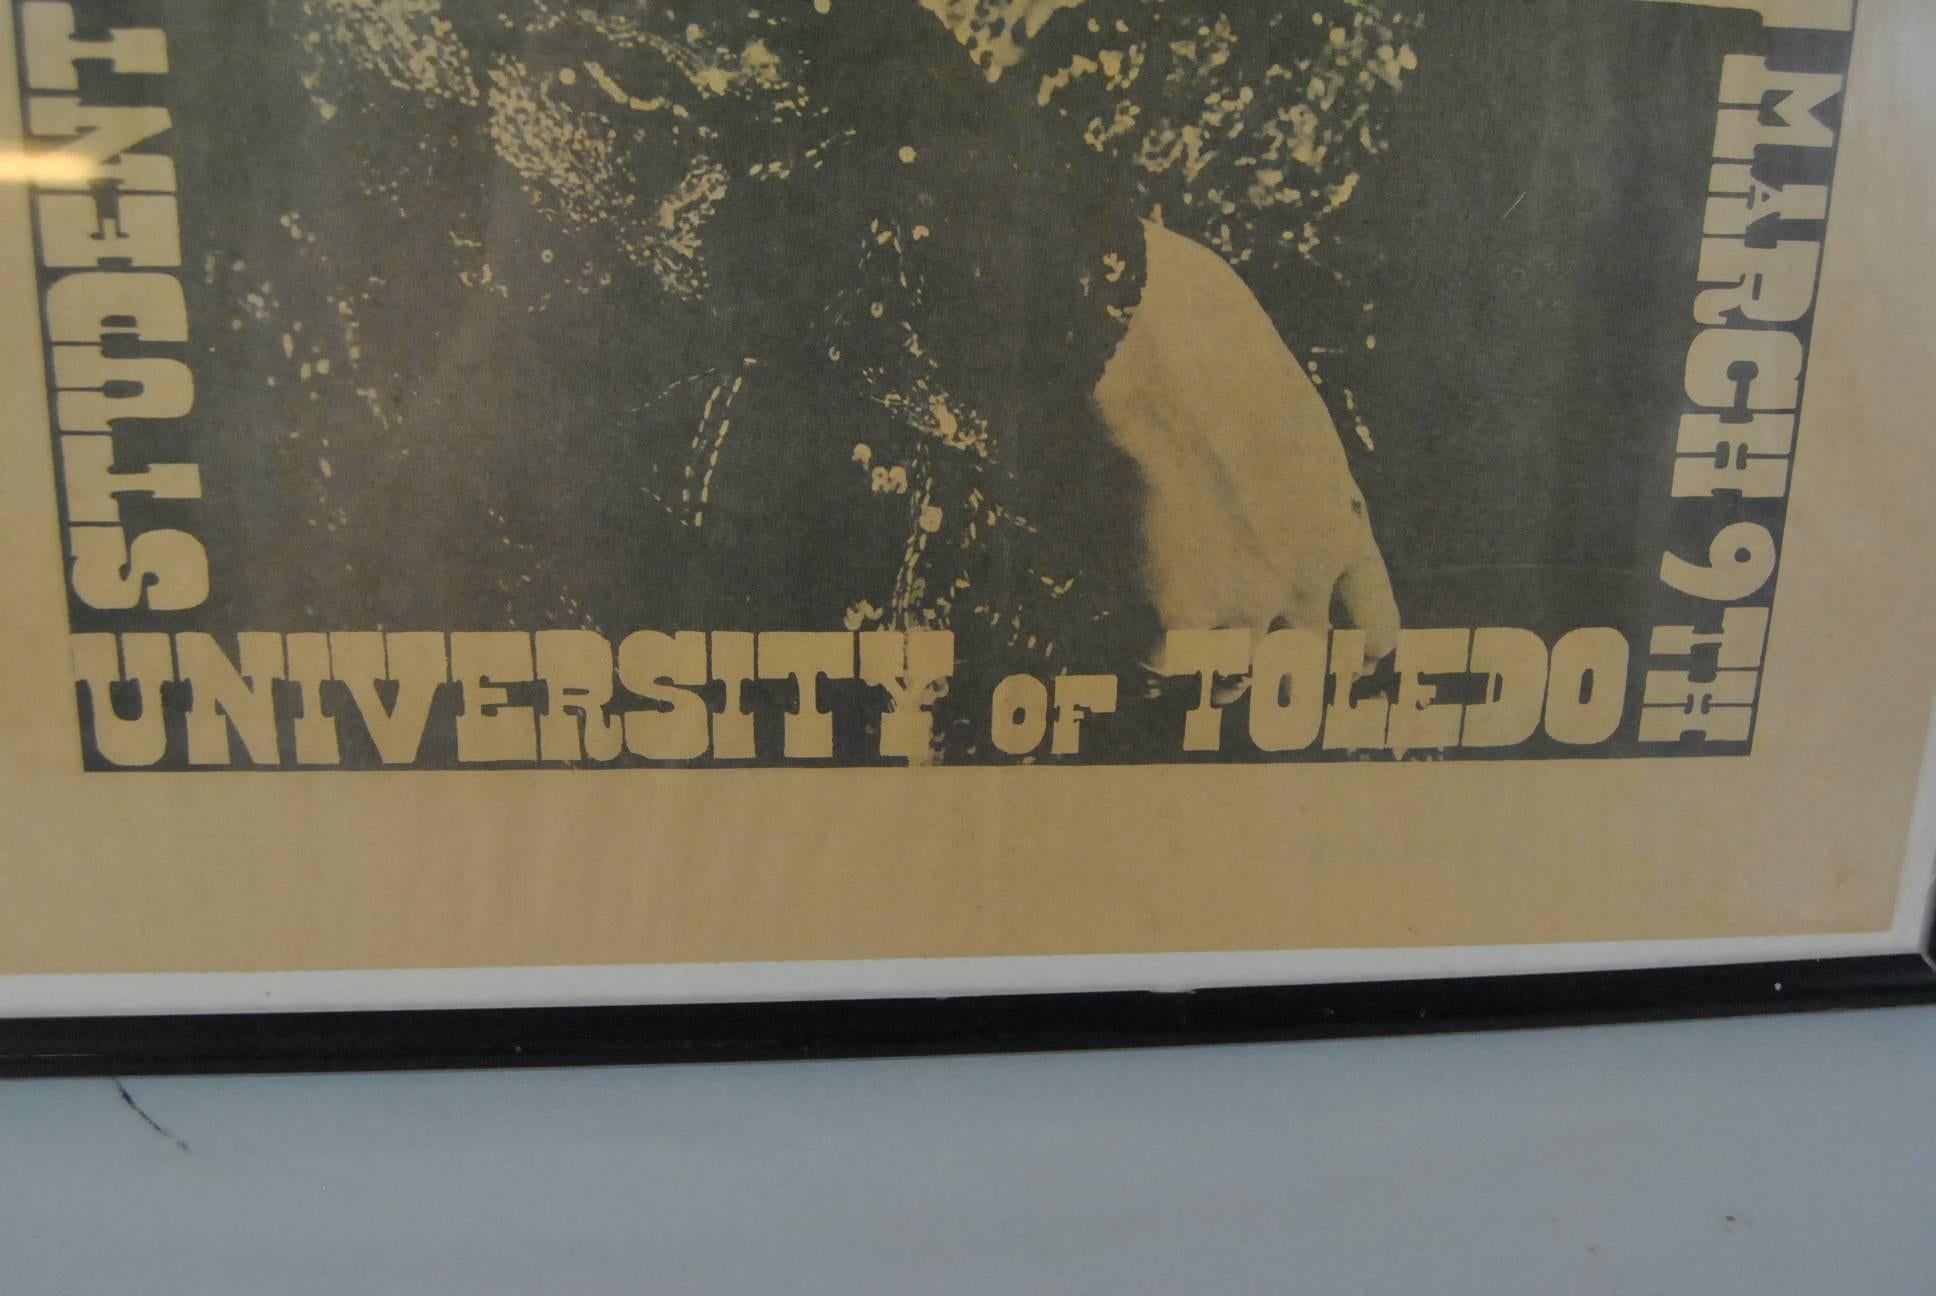 STUDENT
UNIVERSITY OF TOLEDO
MARCH 9TH